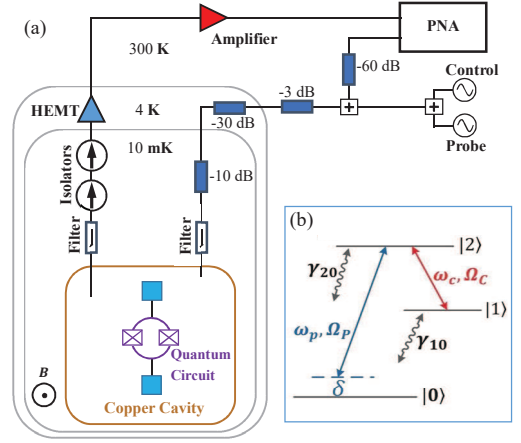 (a)
300 K
Amplifier
PNA
-60 dB
Control
-3 dB
Probe
HEMT
4 K
-30 dB
10 mK
Isolators
-10 dB
Filter
Filter
Quantum
Circuit
B
Copper Cavity
(b)
|2⟩
γ20
ωc, ΩC
ωp, ΩP
|1⟩
γ10
δ
|0⟩